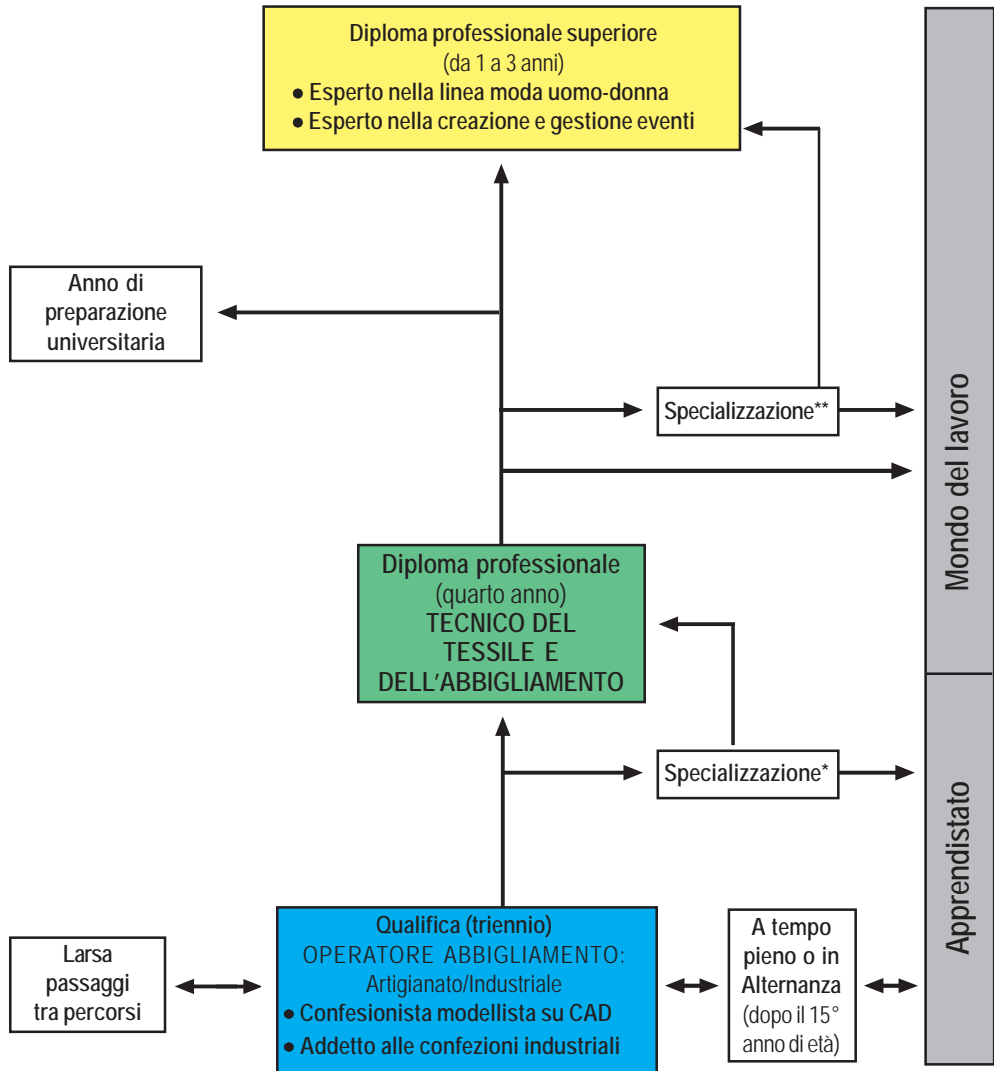 Diploma professionale superiore
(da 1 a 3 anni)
● Esperto nella linea moda uomo-donna
● Esperto nella creazione e gestione eventi
Anno di
preparazione
universitaria
Specializzazione**
Mondo del lavoro
Diploma professionale
(quarto anno)
TECNICO DEL
TESSILE E
DELL'ABBIGLIAMENTO
Specializzazione*
Apprendistato
Larsa
passaggi
tra percorsi
Qualifica (triennio)
OPERATORE ABBIGLIAMENTO:
Artigianato/Industriale
● Confesionista modellista su CAD
● Addetto alle confezioni industriali
A tempo
pieno o in
Alternanza
(dopo il 15°
anno di età)